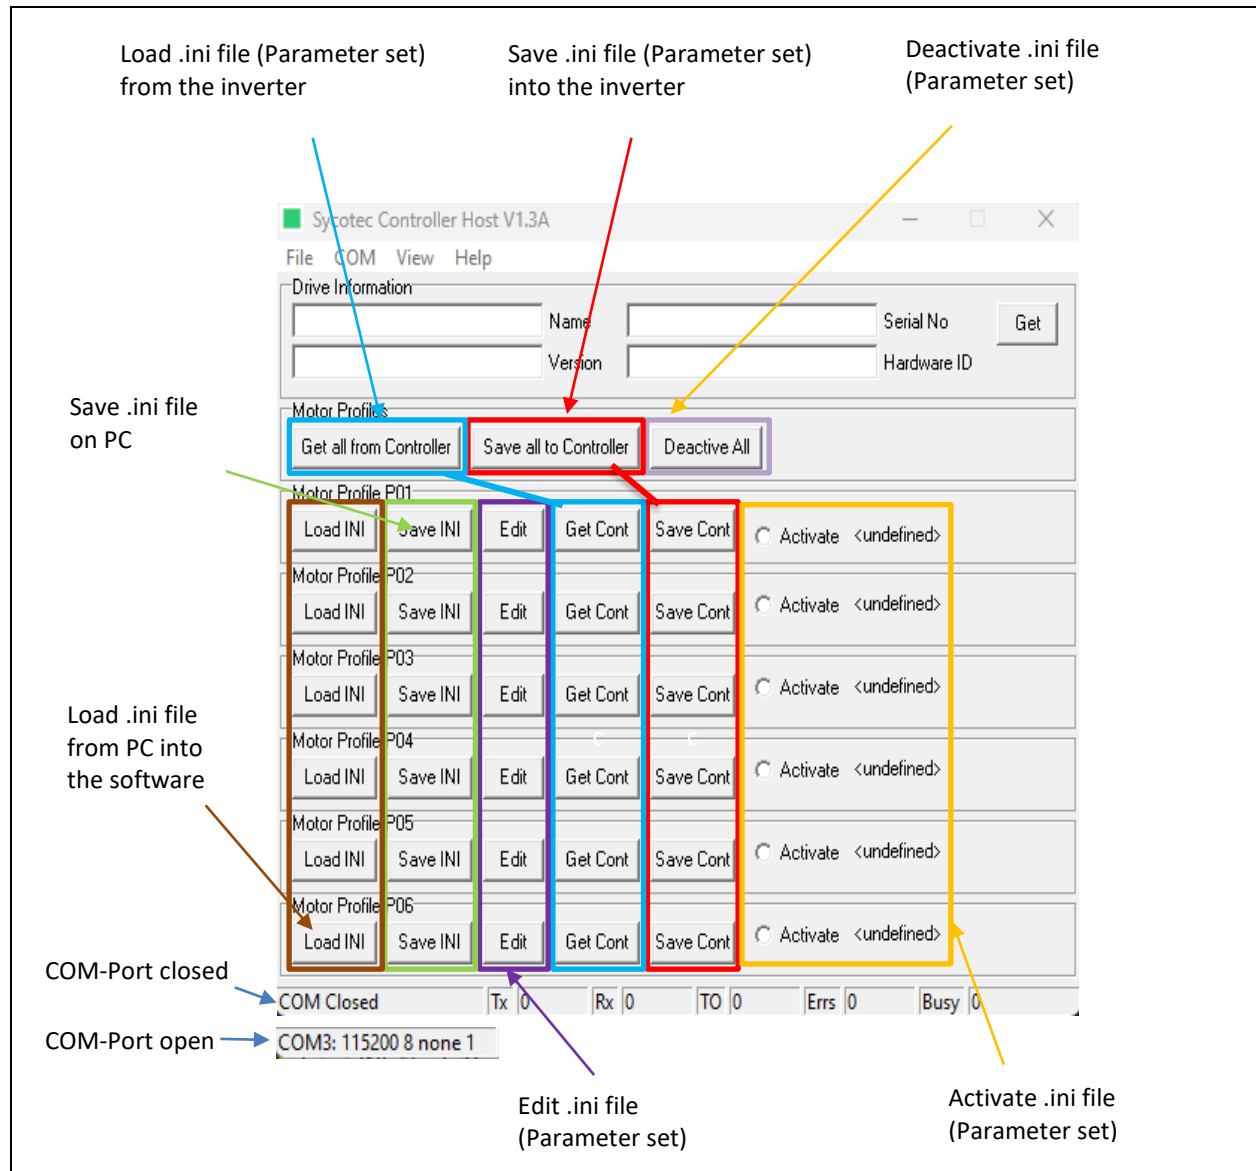 Load .ini file (Parameter set)
from the inverter
Save .ini file (Parameter set)
into the inverter
Deactivate .ini file
(Parameter set)
Sycotec Controller Host V1.3A
File COM View Help
Drive Information
Name
Serial No
Get
Version
Hardware ID
Save .ini file
on PC
Motor Profiles
Get all from Controller
Save all to Controller
Deactive All
Motor Profile P01
Load INI Save INI Edit Get Cont Save Cont Activate <undefined>
Motor Profile P02
Load INI Save INI Edit Get Cont Save Cont Activate <undefined>
Motor Profile P03
Load INI Save INI Edit Get Cont Save Cont Activate <undefined>
Load .ini file
from PC into
the software
Motor Profile P04
C C
Load INI Save INI Edit Get Cont Save Cont Activate <undefined>
Motor Profile P05
Load INI Save INI Edit Get Cont Save Cont Activate <undefined>
Motor Profile P06
Load INI Save INI Edit Get Cont Save Cont Activate <undefined>
COM-Port closed
COM Closed Tx 0 Rx 0 TO 0 Errs 0 Busy 0
COM-Port open
COM3: 115200 8 none 1
Edit .ini file
(Parameter set)
Activate .ini file
(Parameter set)